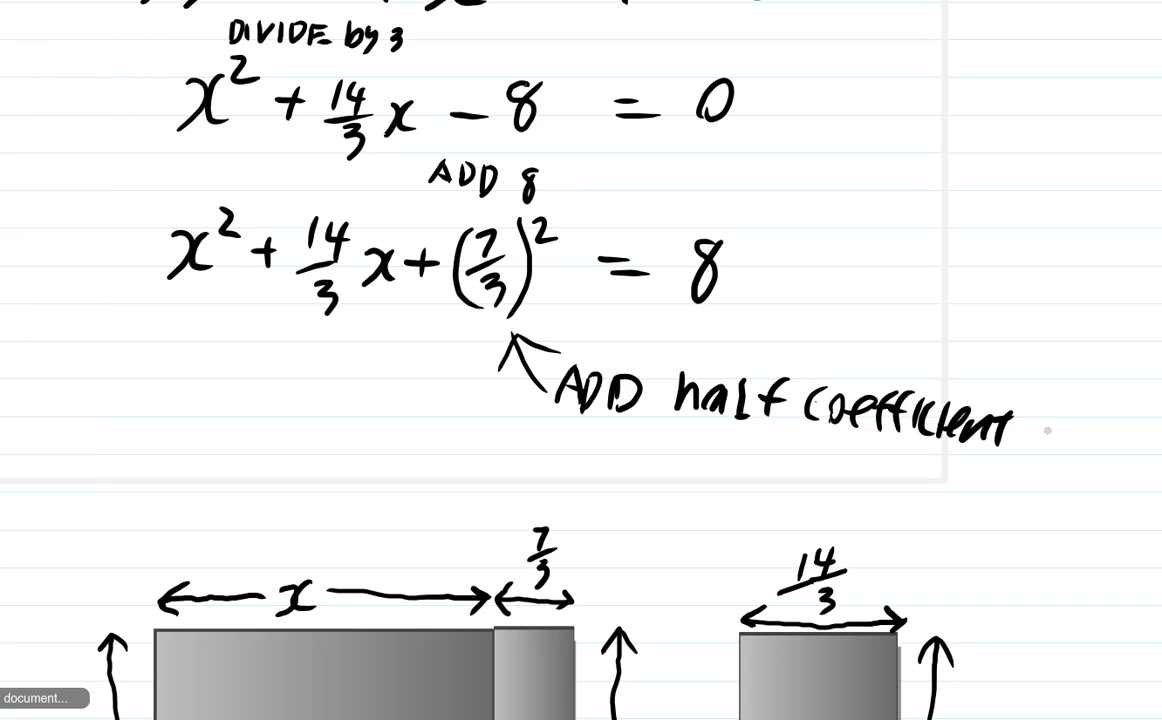 DIVIDE by 3
x² + 14/3 x - 8 = 0
ADD 8
x² + 14/3 x + (7/3)² = 8
ADD half coefficient
7/3
x
14/3
document...